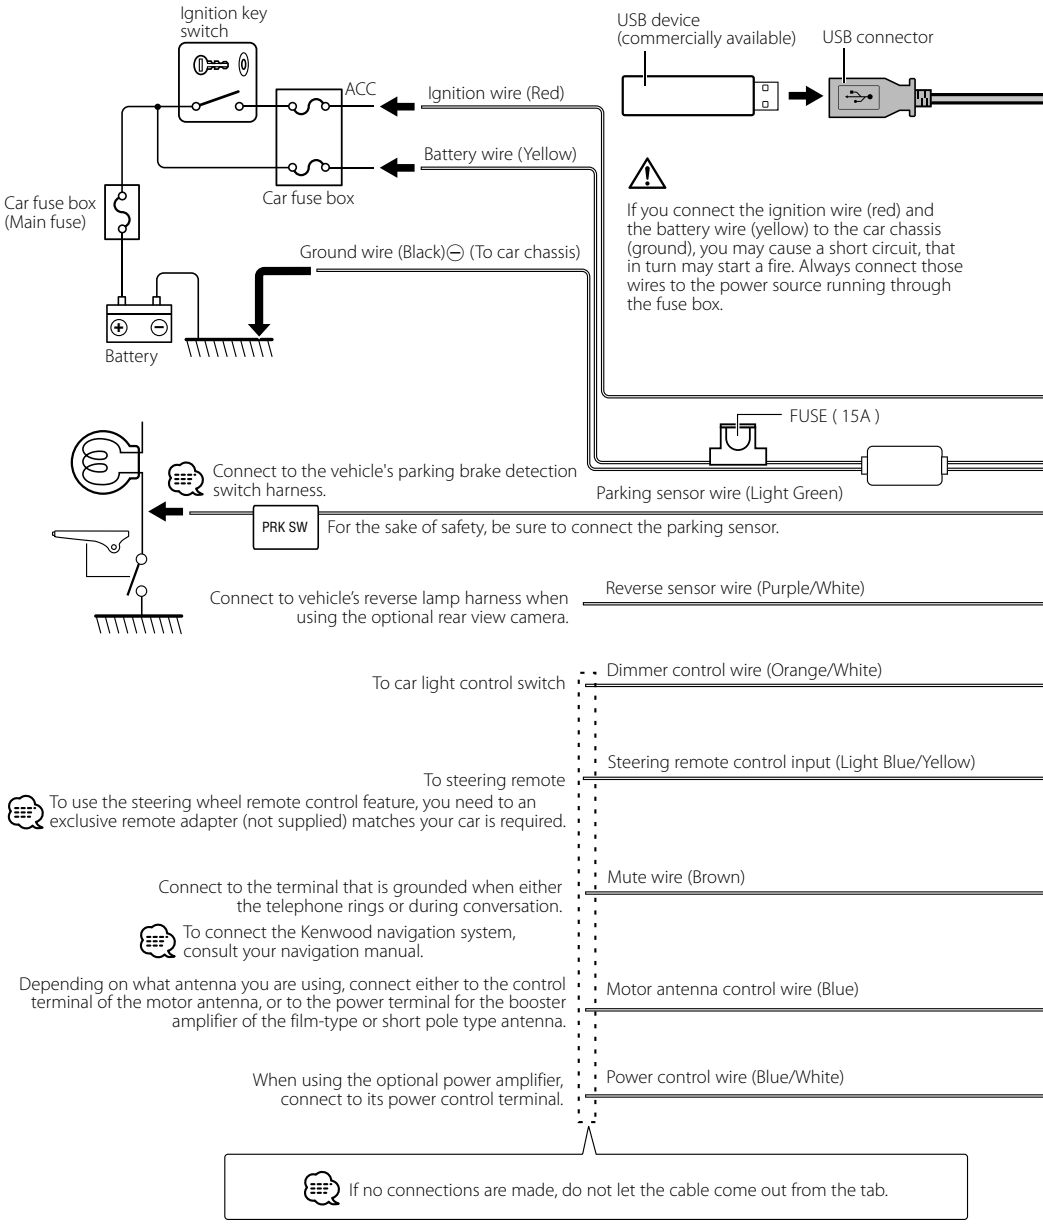 Ignition key
switch
USB device
(commercially available)
USB connector
ACC
Ignition wire (Red)
Battery wire (Yellow)
Car fuse box
Car fuse box
(Main fuse)
If you connect the ignition wire (red) and
the battery wire (yellow) to the car chassis
(ground), you may cause a short circuit, that
in turn may start a fire. Always connect those
wires to the power source running through
the fuse box.
Ground wire (Black)⊖ (To car chassis)
Battery
FUSE ( 15A )
Connect to the vehicle's parking brake detection
switch harness.
Parking sensor wire (Light Green)
PRK SW
For the sake of safety, be sure to connect the parking sensor.
Reverse sensor wire (Purple/White)
Connect to vehicle’s reverse lamp harness when
using the optional rear view camera.
Dimmer control wire (Orange/White)
To car light control switch
Steering remote control input (Light Blue/Yellow)
To steering remote
To use the steering wheel remote control feature, you need to an
exclusive remote adapter (not supplied) matches your car is required.
Mute wire (Brown)
Connect to the terminal that is grounded when either
the telephone rings or during conversation.
To connect the Kenwood navigation system,
consult your navigation manual.
Depending on what antenna you are using, connect either to the control
terminal of the motor antenna, or to the power terminal for the booster
amplifier of the film-type or short pole type antenna.
Motor antenna control wire (Blue)
When using the optional power amplifier,
connect to its power control terminal.
Power control wire (Blue/White)
If no connections are made, do not let the cable come out from the tab.